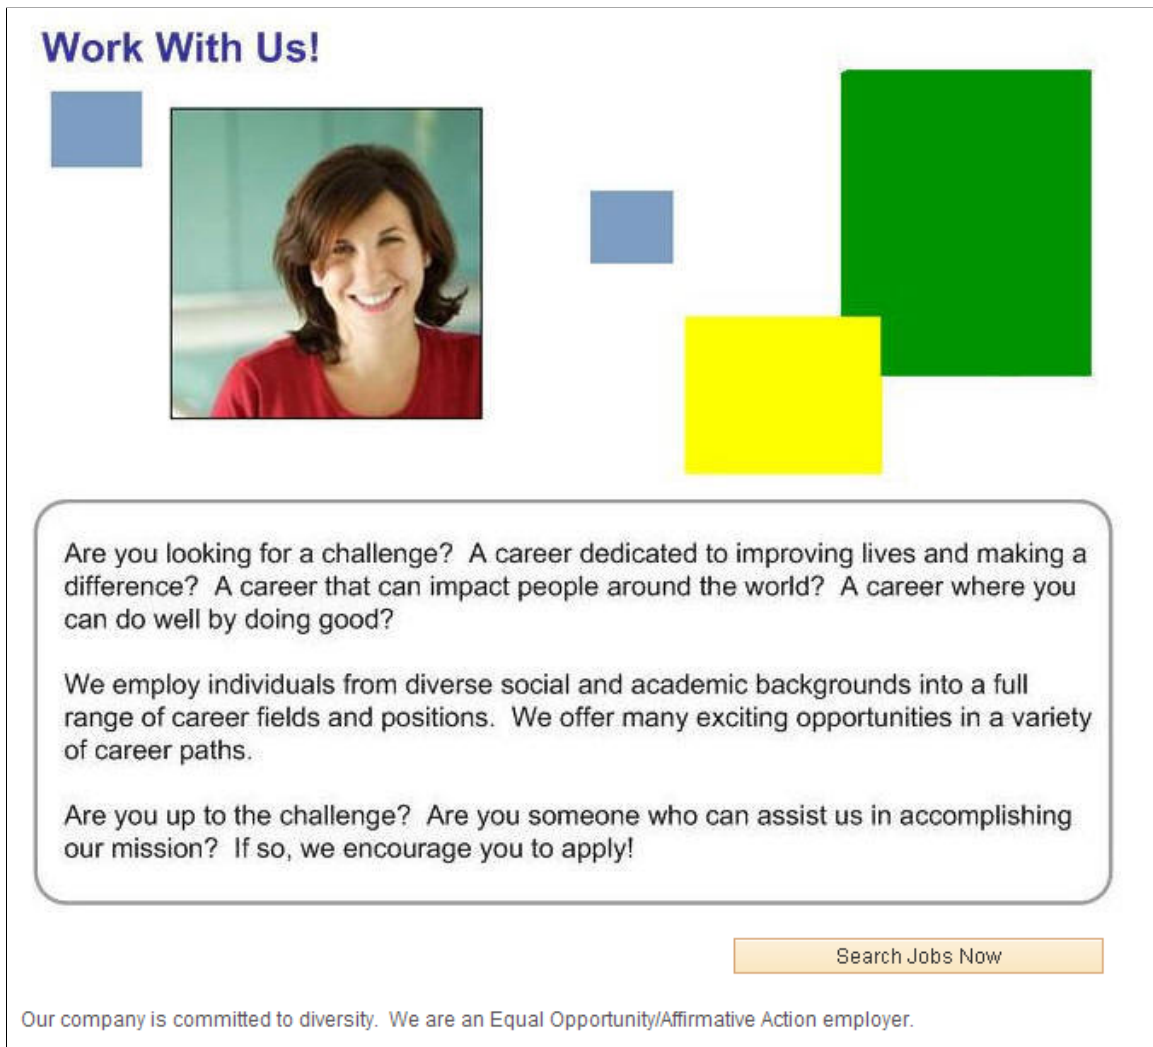 Work With Us!
Are you looking for a challenge?  A career dedicated to improving lives and making a
difference?  A career that can impact people around the world?  A career where you
can do well by doing good?
We employ individuals from diverse social and academic backgrounds into a full
range of career fields and positions.  We offer many exciting opportunities in a variety
of career paths.
Are you up to the challenge?  Are you someone who can assist us in accomplishing
our mission?  If so, we encourage you to apply!
Search Jobs Now
Our company is committed to diversity.  We are an Equal Opportunity/Affirmative Action employer.